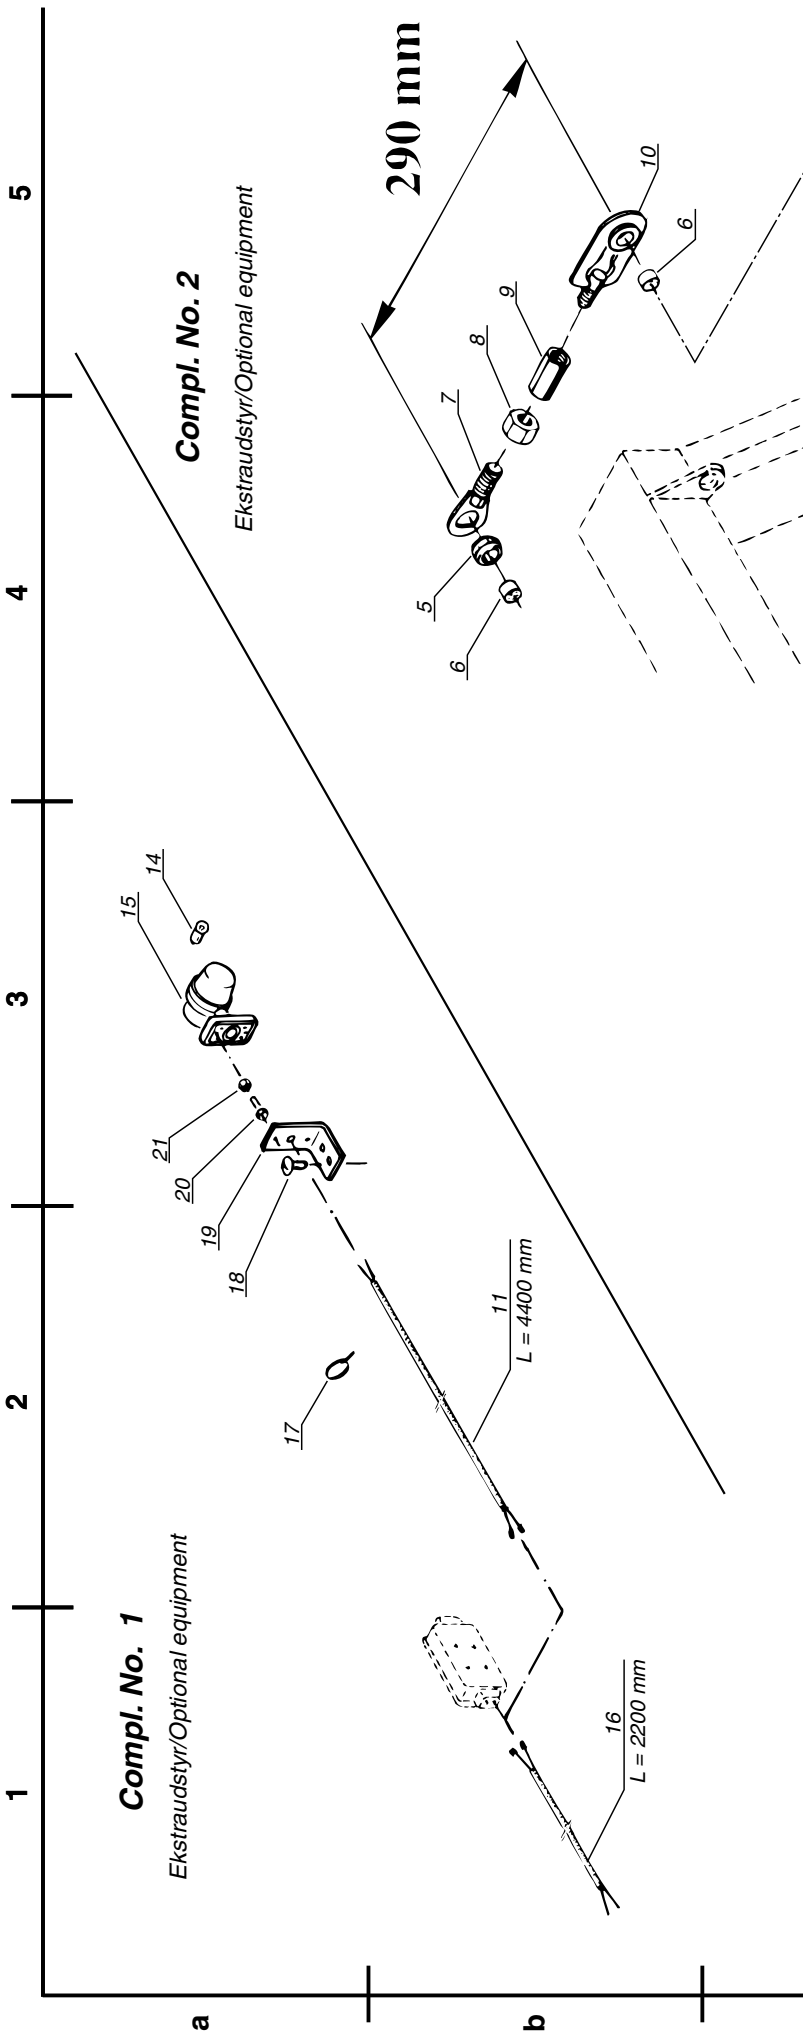 1
2
3
4
5
a
b
Compl. No. 1
Ekstraudstyr/Optional equipment
16
L = 2200 mm
11
L = 4400 mm
17
18
19
20
21
15
14
Compl. No. 2
Ekstraudstyr/Optional equipment
290 mm
6
5
7
8
9
10
6